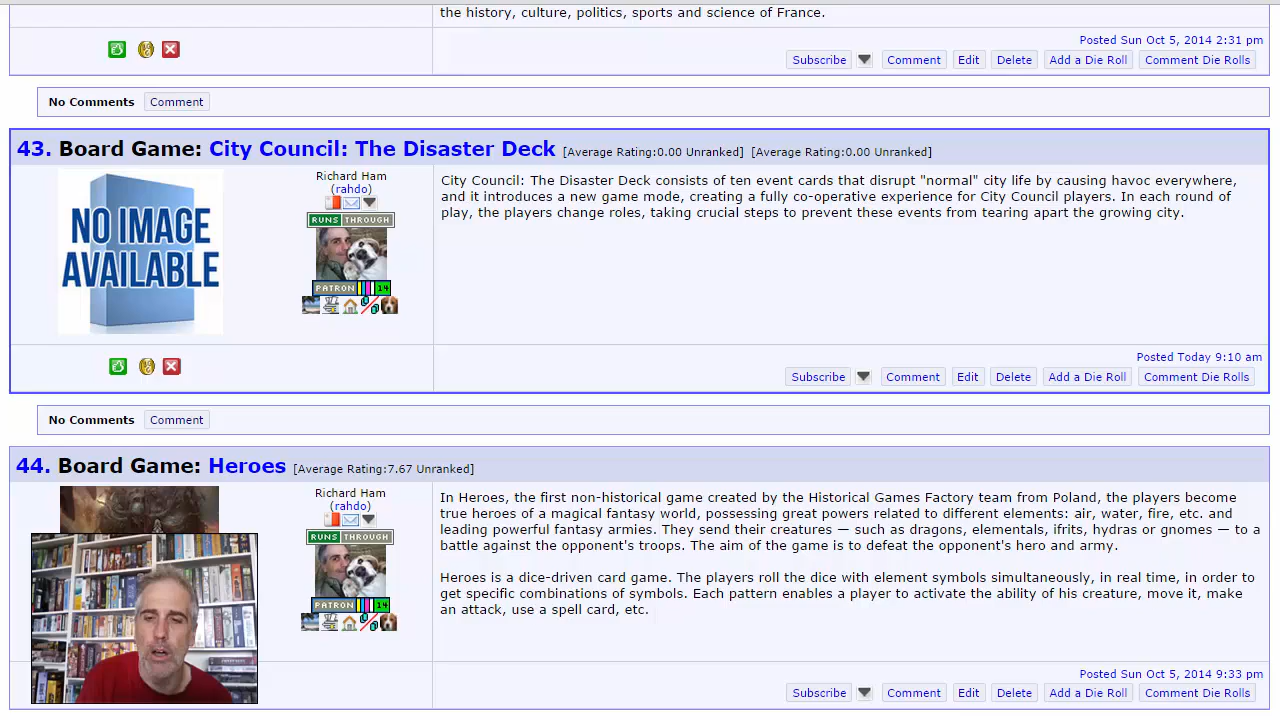 the history, culture, politics, sports and science of France.
Posted Sun Oct 5, 2014 2:31 pm
Subscribe Comment Edit Delete Add a Die Roll Comment Die Rolls
No Comments Comment
43. Board Game: City Council: The Disaster Deck [Average Rating:0.00 Unranked] [Average Rating:0.00 Unranked]
NO IMAGE
AVAILABLE
Richard Ham
(rahdo)
RUNS THROUGH
PATRON 14
City Council: The Disaster Deck consists of ten event cards that disrupt "normal" city life by causing havoc everywhere,
and it introduces a new game mode, creating a fully co-operative experience for City Council players. In each round of
play, the players change roles, taking crucial steps to prevent these events from tearing apart the growing city.
Posted Today 9:10 am
Subscribe Comment Edit Delete Add a Die Roll Comment Die Rolls
No Comments Comment
44. Board Game: Heroes [Average Rating:7.67 Unranked]
Richard Ham
(rahdo)
RUNS THROUGH
PATRON 14
In Heroes, the first non-historical game created by the Historical Games Factory team from Poland, the players become
true heroes of a magical fantasy world, possessing great powers related to different elements: air, water, fire, etc. and
leading powerful fantasy armies. They send their creatures — such as dragons, elementals, ifrits, hydras or gnomes — to a
battle against the opponent's troops. The aim of the game is to defeat the opponent's hero and army.
Heroes is a dice-driven card game. The players roll the dice with element symbols simultaneously, in real time, in order to
get specific combinations of symbols. Each pattern enables a player to activate the ability of his creature, move it, make
an attack, use a spell card, etc.
Posted Sun Oct 5, 2014 9:33 pm
Subscribe Comment Edit Delete Add a Die Roll Comment Die Rolls